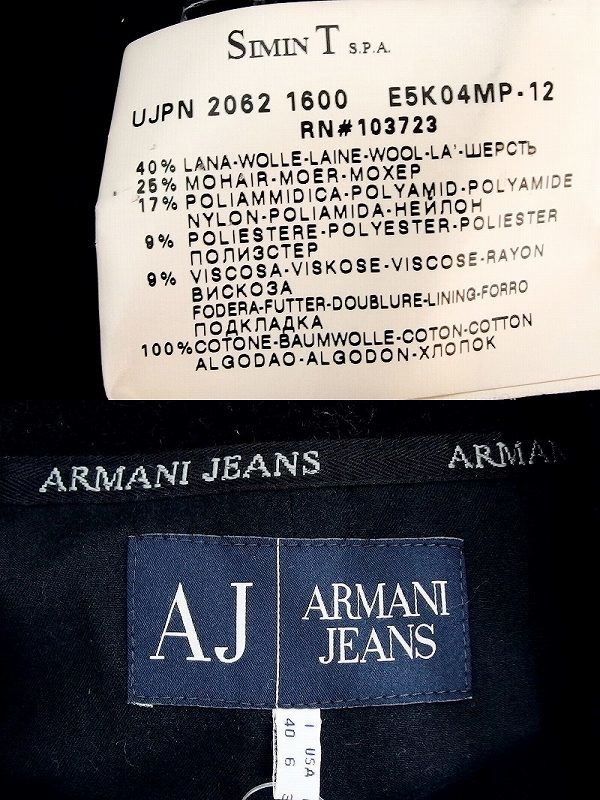 SIMIN T S.P.A.
UJPN 2062 1600 E5K04MP-12
RN#103723
40% LANA-WOLLE-LAINE-WOOL-LA'-ШЕРСТЬ
25% MOHAIR-MOER-МОХЕР
17% POLIAMMIDICA-POLYAMID-POLYAMIDE
NYLON-POLIAMIDA-НЕЙЛОН
9% POLIESTERE-POLYESTER-POLIESTER
ПОЛИЭСТЕР
9% VISCOSA-VISKOSE-VISCOSE-RAYON
ВИСКОЗА
FODERA-FUTTER-DOUBLURE-LINING-FORRO
ПОДКЛАДКА
100% COTONE-BAUMWOLLE-COTON-COTTON
ALGODAO-ALGODON-ХЛОПОК
ARMANI JEANS ARMAN
AJ ARMANI
JEANS
I USA
40 6